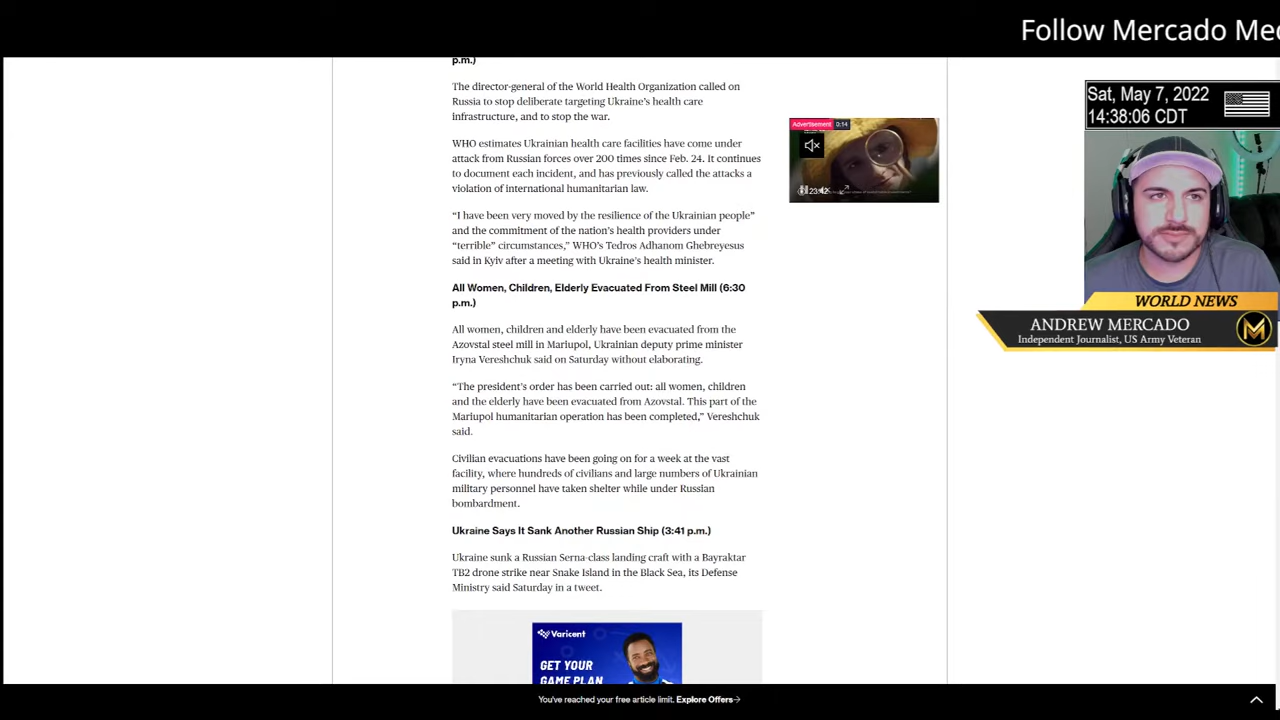 Follow Mercado Med
p.m.)
The director-general of the World Health Organization called on
Russia to stop deliberate targeting Ukraine's health care
infrastructure, and to stop the war.
WHO estimates Ukrainian health care facilities have come under
attack from Russian forces over 200 times since Feb. 24. It continues
to document each incident, and has previously called the attacks a
violation of international humanitarian law.
“I have been very moved by the resilience of the Ukrainian people”
and the commitment of the nation's health providers under
“terrible” circumstances,” WHO's Tedros Adhanom Ghebreyesus
said in Kyiv after a meeting with Ukraine's health minister.
All Women, Children, Elderly Evacuated From Steel Mill (6:30
p.m.)
All women, children and elderly have been evacuated from the
Azovstal steel mill in Mariupol, Ukrainian deputy prime minister
Iryna Vereshchuk said on Saturday without elaborating.
“The president's order has been carried out: all women, children
and the elderly have been evacuated from Azovstal. This part of the
Mariupol humanitarian operation has been completed,” Vereshchuk
said.
Civilian evacuations have been going on for a week at the vast
facility, where hundreds of civilians and large numbers of Ukrainian
military personnel have taken shelter while under Russian
bombardment.
Ukraine Says It Sank Another Russian Ship (3:41 p.m.)
Ukraine sunk a Russian Serna-class landing craft with a Bayraktar
TB2 drone strike near Snake Island in the Black Sea, its Defense
Ministry said Saturday in a tweet.
Varicent
GET YOUR
GAME PLAN
Advertisement 0:14
23:42
Sat, May 7, 2022
14:38:06 CDT
WORLD NEWS
ANDREW MERCADO
Independent Journalist, US Army Veteran
You've reached your free article limit. Explore Offers